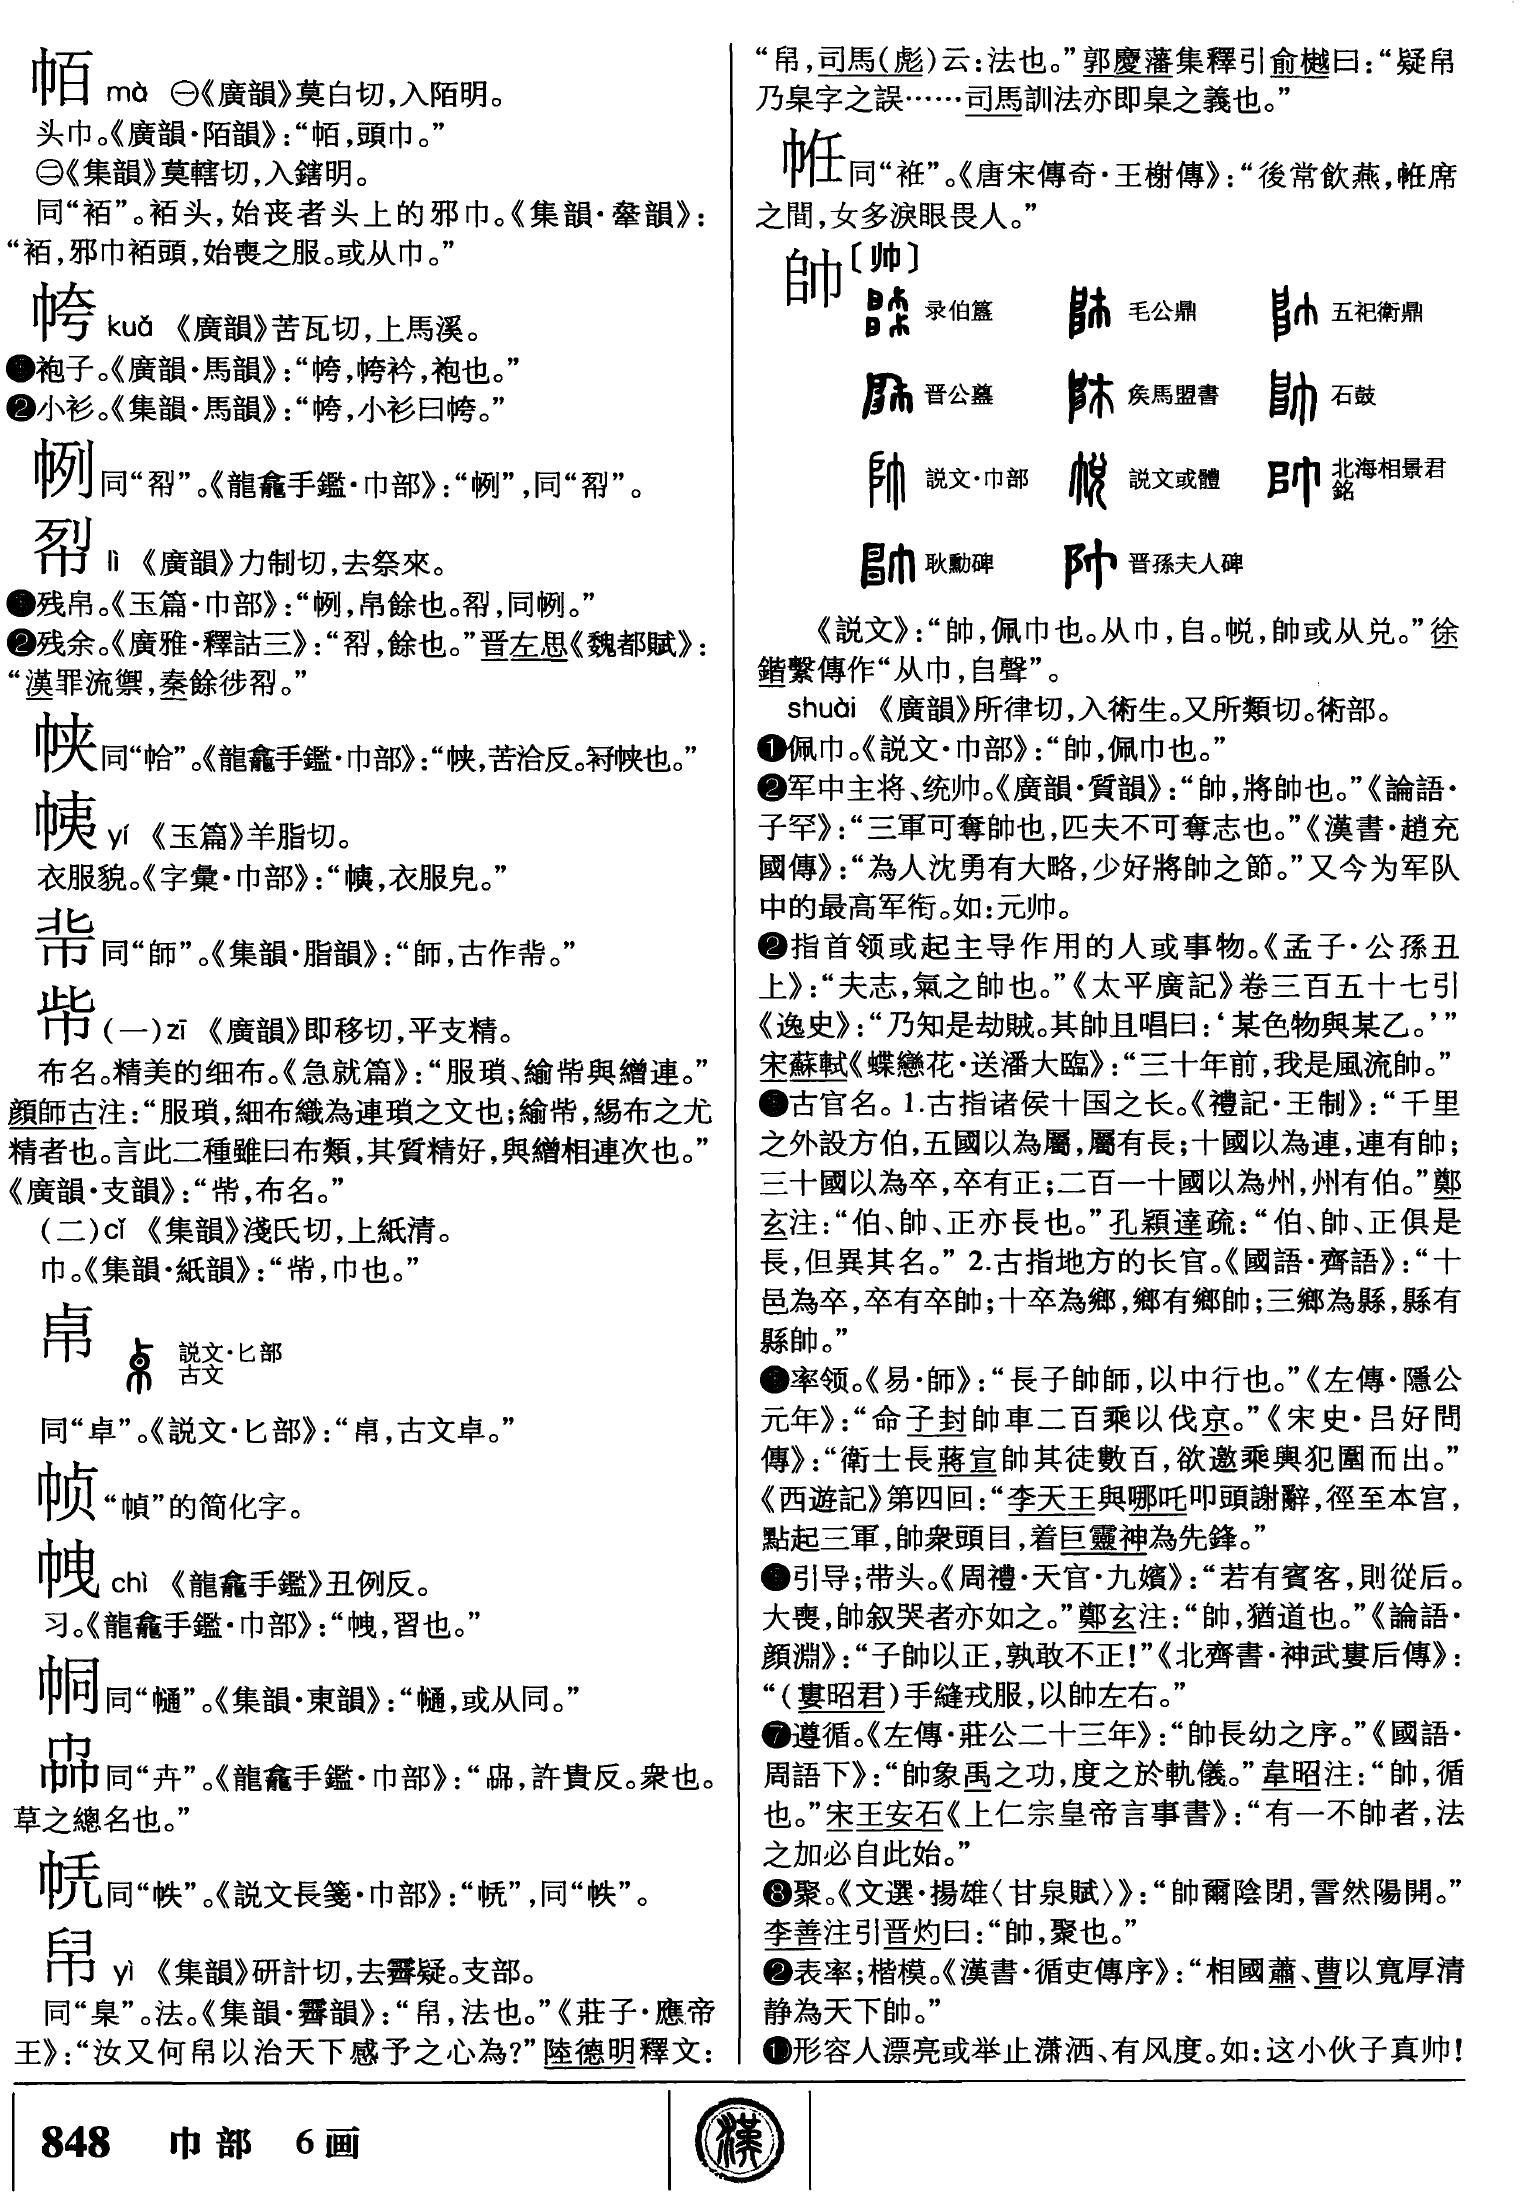 帞 mà ㊀《廣韻》莫白切,入陌明。
头巾。《廣韻·陌韻》:“帞,頭巾。”
㊁《集韻》莫轄切,入鎋明。
同“袹”。袹头,始丧者头上的邪巾。《集韻·舝韻》:
“袹,邪巾袹頭,始喪之服。或从巾。”
帨 kuǎ 《廣韻》苦瓦切,上馬溪。
❶袍子。《廣韻·馬韻》:“㡁,㡁衿,袍也。”
❷小衫。《集韻·馬韻》:“㡁,小衫曰㡁。”
㡂同“㡂”。《龍龕手鑑·巾部》:
lì 《廣韻》力制切,去祭來。
残帛。《玉篇·巾部》:“㡂,帛餘也。
❷残余。《廣雅·釋詁三》:“餘也。”晋左思《魏都賦》:
“漢罪流禦,秦餘徙㡂。”
同“帢”。《龍龕手鑑·巾部》:“苦洽反。
yí 《玉篇》羊脂切。
衣服貌。《字彙·巾部》:“衣服皃。”
同“師”。《集韻·脂韻》:“師,古作
(一)zī 《廣韻》即移切,平支精。
布名。精美的细布。《急就篇》:“服瑣、緰㡀與繒連。”
顔師古注:“服瑣,細布織為連瑣之文也;緰㡀,緆布之尤
精者也。言此二種雖曰布類,其質精好,與繒相連次也。”
《廣韻·支韻》:“布名。”
(二)cǐ 《集韻》淺氏切,上紙清。
巾。《集韻·紙韻》:“巾也。”
説文·匕部
古文
同“卓”。《説文·匕部》:“古文卓。”
帧“幀”的简化字。
chì 《龍龕手鑑》丑例反。
习。《龍龕手鑑·巾部》:“習也。”
同“㡧”。《集韻·東韻》:“或从同。”
同“卉”。《龍龕手鑑·巾部》:“許貴反。衆也。
草之總名也。”
同“帙”。《説文長箋·巾部》:“同“帙”。
帠 yì 《集韻》研計切,去霽疑。支部。
同“臬”。法。《集韻·霽韻》:“帠,法也。”《莊子·應帝
王》:“汝又何帠以治天下感予之心為?”陸德明釋文:
“帠,司馬(彪)云:法也。”郭慶藩集釋引俞樾曰:“疑帠
乃臬字之誤……司馬訓法亦即臬之義也。”
同“衽”。《唐宋傳奇·王榭傳》:“後常飲燕,帹席
之間,女多淚眼畏人。”
帥〔帅〕
录伯簋 毛公鼎 五祀衛鼎
晋公𥂴 矦馬盟書 石鼓
説文·巾部 説文或體 北海相景君
銘
耿勳碑 晋孫夫人碑
《説文》:“帥,佩巾也。从巾,𠂤。帨,帥或从兑。”徐
鍇繫傳作“从巾,𠂤聲”。
shuài 《廣韻》所律切,入術生。又所類切。術部。
❶佩巾。《説文·巾部》:“帥,佩巾也。”
❷军中主将、统帅。《廣韻·質韻》:“帥,將帥也。”《論語·
子罕》:“三軍可奪帥也,匹夫不可奪志也。”《漢書·趙充
國傳》:“為人沈勇有大略,少好將帥之節。”又今为军队
中的最高军衔。如:元帅。
❷指首领或起主导作用的人或事物。《孟子·公孫丑
上》:“夫志,氣之帥也。”《太平廣記》卷三百五十七引
《逸史》:“乃知是劫賊。其帥且唱曰:‘某色物與某乙。’”
宋蘇軾《蝶戀花·送潘大臨》:“三十年前,我是風流帥。”
古官名。1.古指诸侯十国之长。《禮記·王制》:“千里
之外設方伯,五國以為屬,屬有長;十國以為連,連有帥;
三十國以為卒,卒有正;二百一十國以為州,州有伯。”鄭
玄注:“伯、帥、正亦長也。”孔穎達疏:“伯、帥、正俱是
長,但異其名。”2.古指地方的长官。《國語·齊語》:“十
邑為卒,卒有卒帥;十卒為鄉,鄉有鄉帥;三鄉為縣,縣有
縣帥。”
率领。《易·師》:“長子帥師,以中行也。”《左傳·隱公
元年》:“命子封帥車二百乘以伐京。”《宋史·吕好問
傳》:“衛士長蔣宣帥其徒數百,欲邀乘輿犯圍而出。”
《西遊記》第四回:“李天王與哪吒叩頭謝辭,徑至本宫,
點起三軍,帥衆頭目,着巨靈神為先鋒。”
引导;带头。《周禮·天官·九嬪》:“若有賓客,則從后。
大喪,帥叙哭者亦如之。”鄭玄注:“帥,猶道也。”《論語·
顔淵》:“子帥以正,孰敢不正!”《北齊書·神武婁后傳》:
“(婁昭君)手縫戎服,以帥左右。”
❼遵循。《左傳·莊公二十三年》:“帥長幼之序。”《國語·
周語下》:“帥象禹之功,度之於軌儀。”韋昭注:“帥,循
也。”宋王安石《上仁宗皇帝言事書》:“有一不帥者,法
之加必自此始。”
❽聚。《文選·揚雄〈甘泉賦〉》:“帥爾陰閉,霅然陽開。”
李善注引晋灼曰:“帥,聚也。”
❷表率;楷模。《漢書·循吏傳序》:“相國蕭、曹以寬厚清
静為天下帥。”
❶形容人漂亮或举止潇洒、有风度。如:这小伙子真帅!
848 巾部 6画
漢